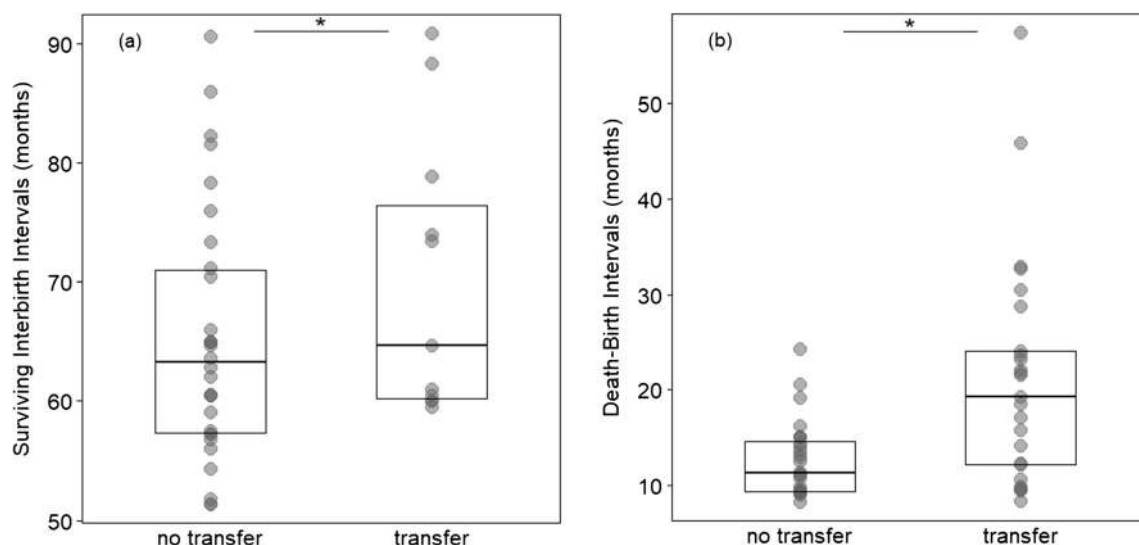 (a)
*
Surviving Interbirth Intervals (months)
90
80
70
60
50
no transfer
transfer
(b)
*
Death-Birth Intervals (months)
50
40
30
20
10
no transfer
transfer